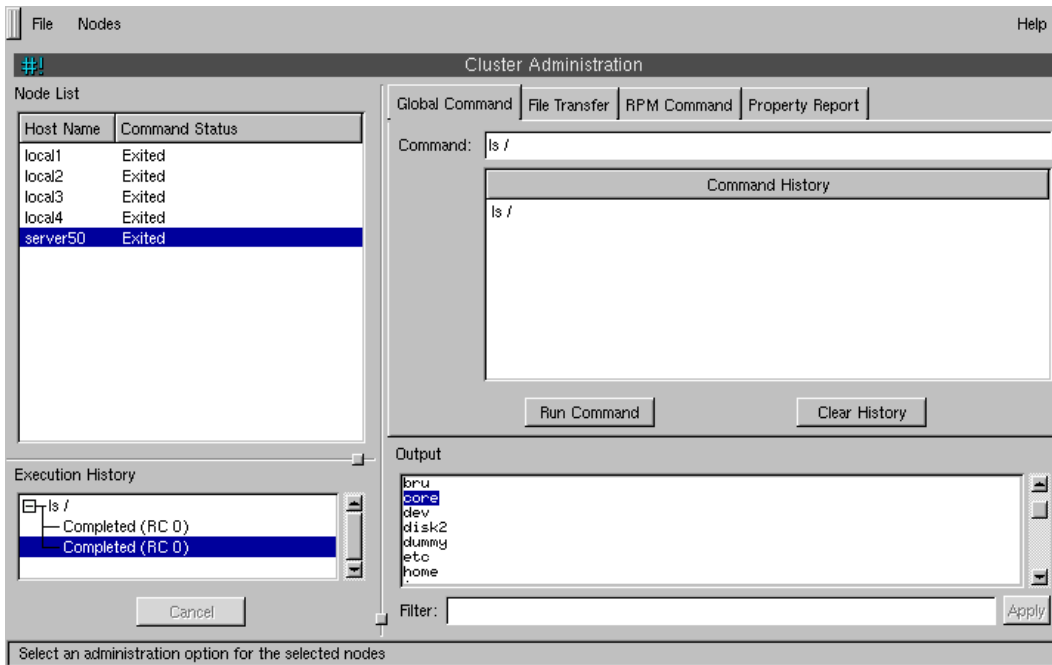 File Nodes Help
#! Cluster Administration
Node List
Host Name Command Status
local1 Exited
local2 Exited
local3 Exited
local4 Exited
server50 Exited
Global Command File Transfer RPM Command Property Report
Command: ls /
Command History
ls /
Run Command Clear History
Execution History
ls /
Completed (RC 0)
Completed (RC 0)
Cancel
Output
bru
core
dev
disk2
dummy
etc
home
Filter: Apply
Select an administration option for the selected nodes